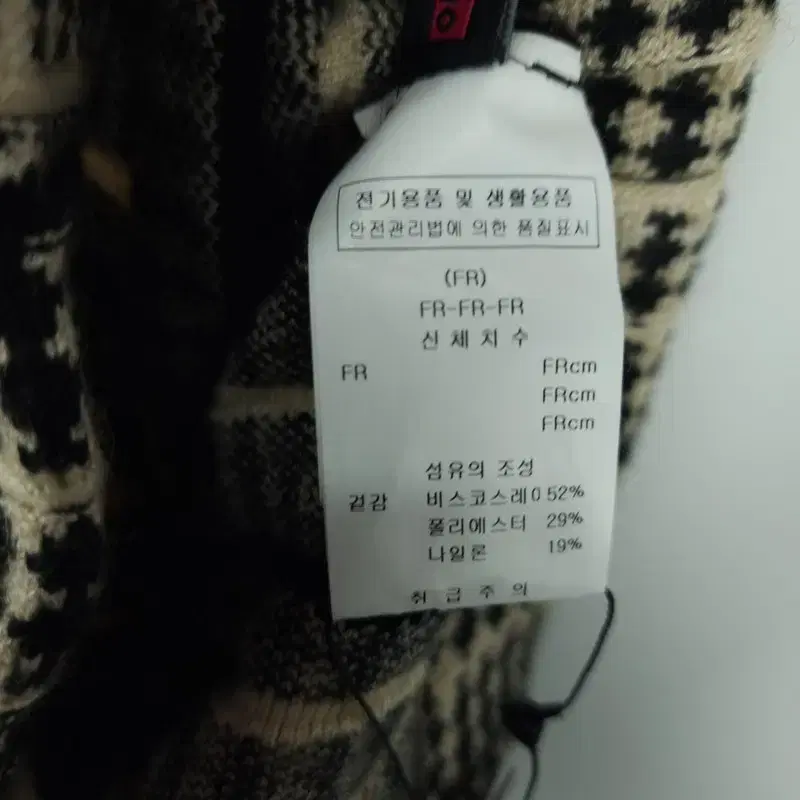 전기용품 및 생활용품
안전관리법에 의한 품질표시
(FR)
FR-FR-FR
신체치수
FR FRcm
FRcm
FRcm
섬유의 조성
겉감 비스코스레이 52%
폴리에스터 29%
나일론 19%
취급주의